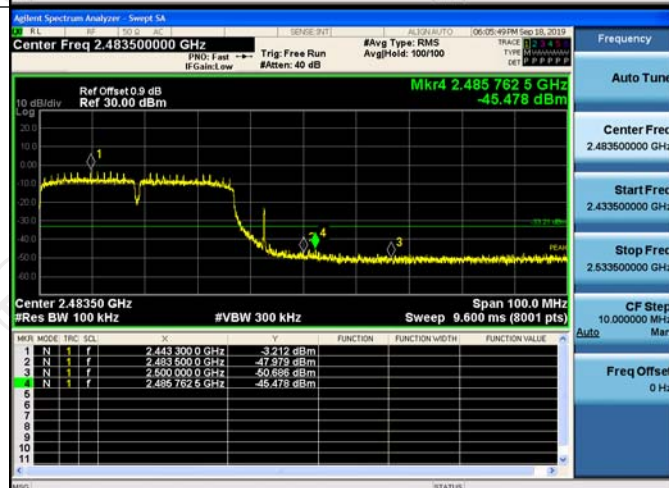 Agilent Spectrum Analyzer - Swept SA
RL RF 50 Ω AC SENSE:INT ALIGN AUTO 06:05:49 PM Sep 18, 2019
Center Freq 2.483500000 GHz
PNO: Fast
IFGain:Low
Trig: Free Run
#Atten: 40 dB
#Avg Type: RMS
Avg|Hold: 100/100
TRACE 1 2 3 4 5 6
TYPE
DET P P P P P P
Ref Offset 0.9 dB
10 dB/div Ref 30.00 dBm
Log
Mkr4 2.485 762 5 GHz
-45.478 dBm
20.0
10.0
0.00
-10.0
-20.0
-30.0
-40.0
-50.0
-60.0
1
4
3
-33.21 dBm
PEAK
Center 2.48350 GHz Span 100.0 MHz
#Res BW 100 kHz #VBW 300 kHz Sweep 9.600 ms (8001 pts)
MKR MODE TRC SCL X Y FUNCTION FUNCTION WIDTH FUNCTION VALUE
1 N 1 f 2.443 300 0 GHz -3.212 dBm
2 N 1 f 2.483 500 0 GHz -47.979 dBm
3 N 1 f 2.500 000 0 GHz -50.686 dBm
4 N 1 f 2.485 762 5 GHz -45.478 dBm
5
6
7
8
9
10
11
MSG STATUS
Frequency
Auto Tune
Center Freq
2.483500000 GHz
Start Freq
2.433500000 GHz
Stop Freq
2.533500000 GHz
CF Step
10.000000 MHz
Auto Man
Freq Offset
0 Hz